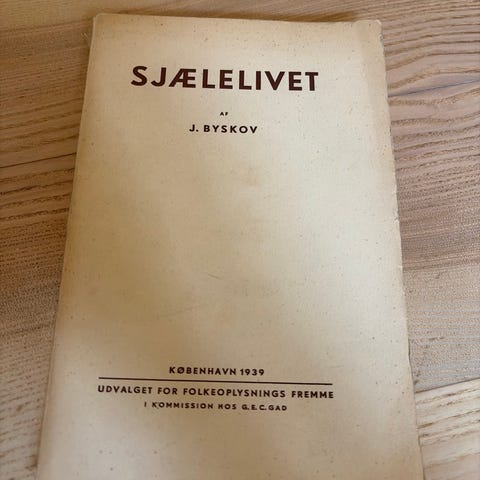 SJÆLELIVET
AF
J. BYSKOV
KØBENHAVN 1939
UDVALGET FOR FOLKEOPLYSNINGS FREMME
I KOMMISSION HOS G.E.C.GAD